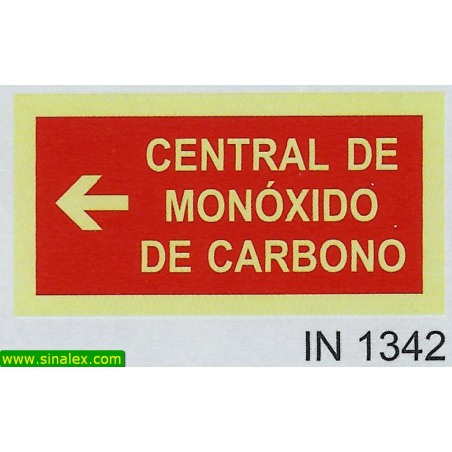 CENTRAL DE
MONÓXIDO
DE CARBONO
IN 1342
www.sinalex.com